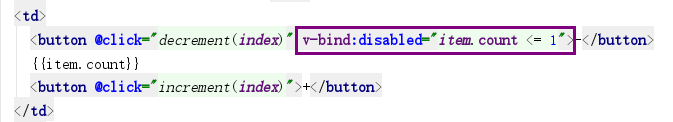 <td>
<button @click="decrement(index)" v-bind:disabled="item.count <= 1">-</button>
{{item.count}}
<button @click="increment(index)">+</button>
</td>